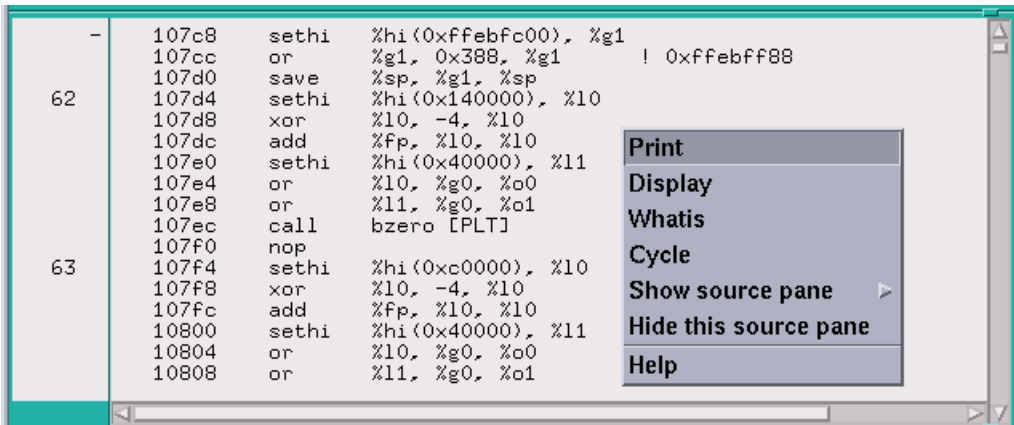 - 107c8 sethi %hi(0xffebfc00), %g1
107cc or %g1, 0x388, %g1 ! 0xffebff88
107d0 save %sp, %g1, %sp
62 107d4 sethi %hi(0x140000), %l0
107d8 xor %l0, -4, %l0
107dc add %fp, %l0, %l0
107e0 sethi %hi(0x40000), %l1
107e4 or %l0, %g0, %o0
107e8 or %l1, %g0, %o1
107ec call bzero [PLT]
107f0 nop
63 107f4 sethi %hi(0xc0000), %l0
107f8 xor %l0, -4, %l0
107fc add %fp, %l0, %l0
10800 sethi %hi(0x40000), %l1
10804 or %l0, %g0, %o0
10808 or %l1, %g0, %o1
Print
Display
Whatis
Cycle
Show source pane
Hide this source pane
Help